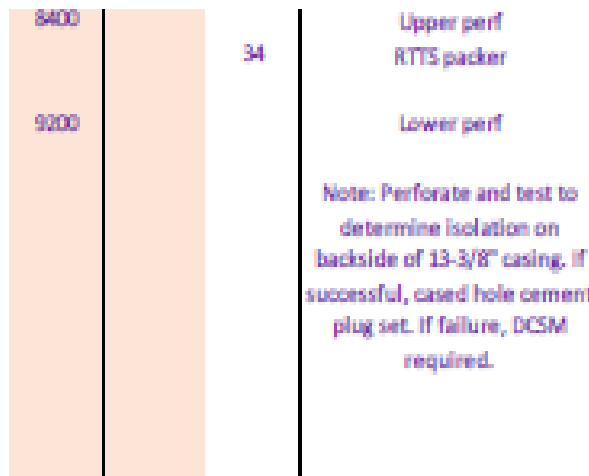 8400 Upper perf
34 RTTS packer
9200 Lower perf
Note: Perforate and test to
determine isolation on
backside of 13-3/8" casing. If
successful, cased hole cement
plug set. If failure, DCSM
required.